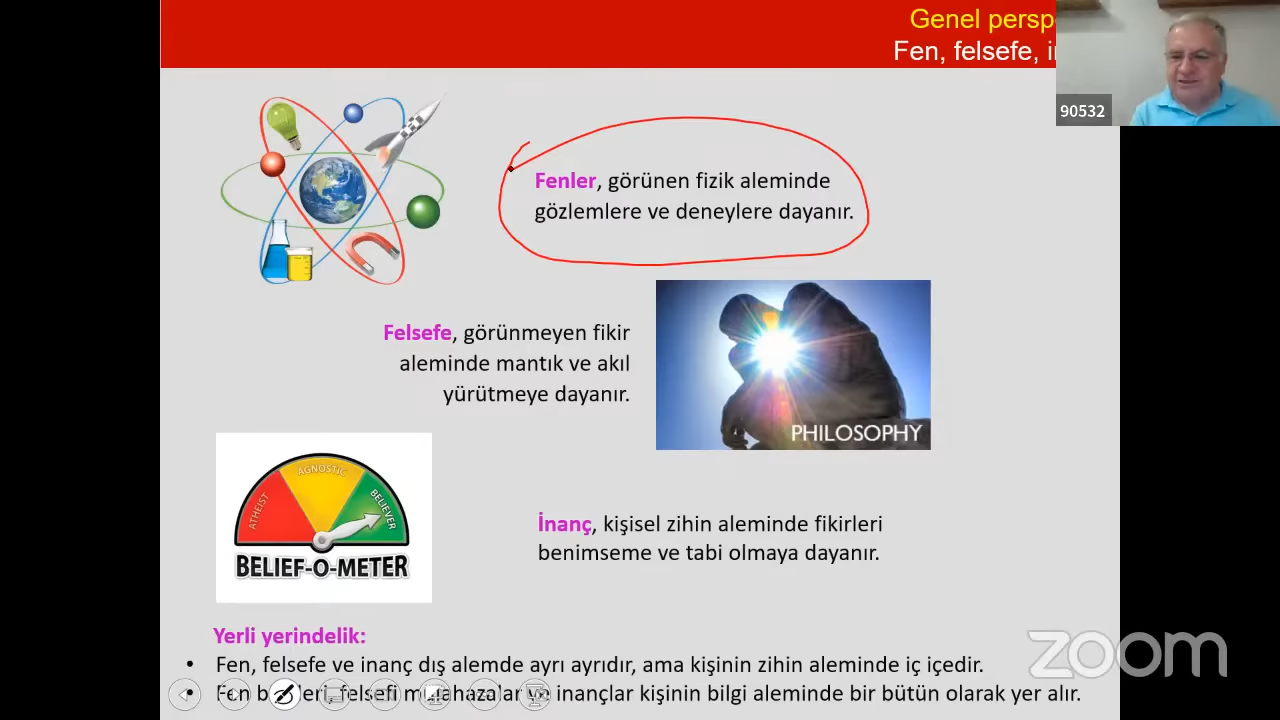 Genel persp
Fen, felsefe, i
90532
Fenler, görünen fizik aleminde
gözlemlere ve deneylere dayanır.
Felsefe, görünmeyen fikir
aleminde mantık ve akıl
yürütmeye dayanır.
PHILOSOPHY
ATHEIST
AGNOSTIC
BELIEVER
BELIEF-O-METER
İnanç, kişisel zihin aleminde fikirleri
benimseme ve tabi olmaya dayanır.
Yerli yerindelik:
• Fen, felsefe ve inanç dış alemde ayrı ayrıdır, ama kişinin zihin aleminde iç içedir.
• Fen felsefi inançlar kişinin bilgi aleminde bir bütün olarak yer alır.
zoom